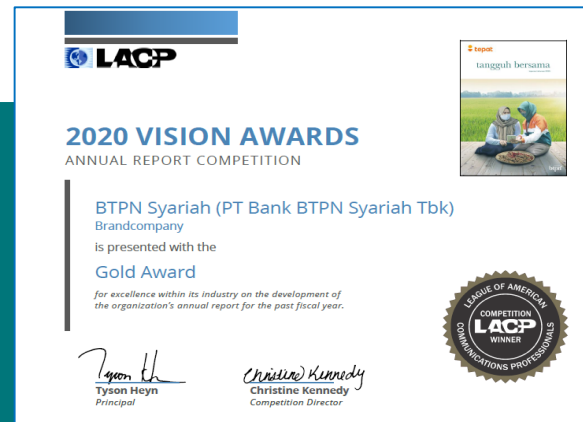 LACP
tepat
tangguh bersama
2020 VISION AWARDS
ANNUAL REPORT COMPETITION
tepat
BTPN Syariah (PT Bank BTPN Syariah Tbk)
Brandcompany
is presented with the
Gold Award
for excellence within its industry on the development of
the organization's annual report for the past fiscal year.
LEAGUE OF AMERICAN
COMPETITION
LACP
WINNER
COMMUNICATIONS PROFESSIONALS
Tyson Heyn
Christine Kennedy
Tyson Heyn
Christine Kennedy
Principal
Competition Director